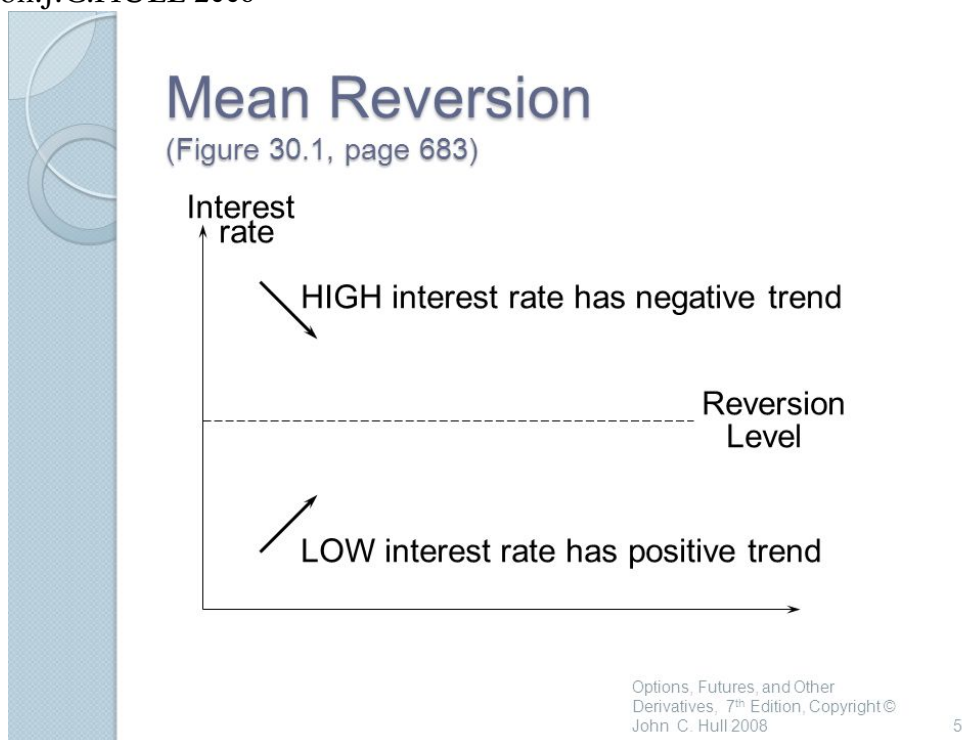 Mean Reversion
(Figure 30.1, page 683)
Interest
rate
HIGH interest rate has negative trend
Reversion
Level
LOW interest rate has positive trend
Options, Futures, and Other
Derivatives, 7th Edition, Copyright ©
John C. Hull 2008
5